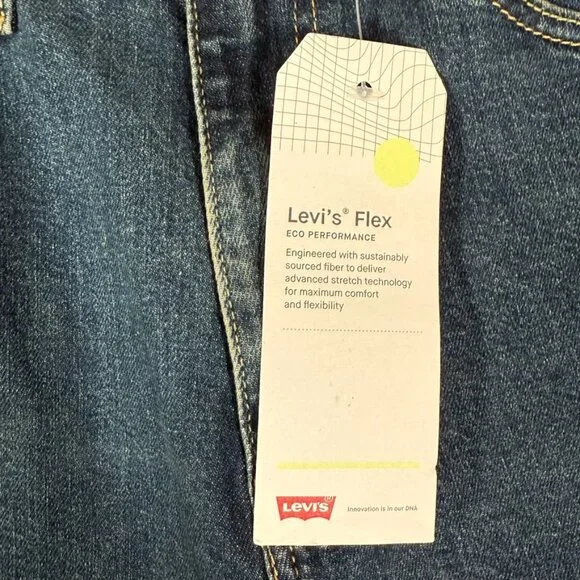 Levi's® Flex
ECO PERFORMANCE
Engineered with sustainably
sourced fiber to deliver
advanced stretch technology
for maximum comfort
and flexibility
LEVI'S®
Innovation is in our DNA